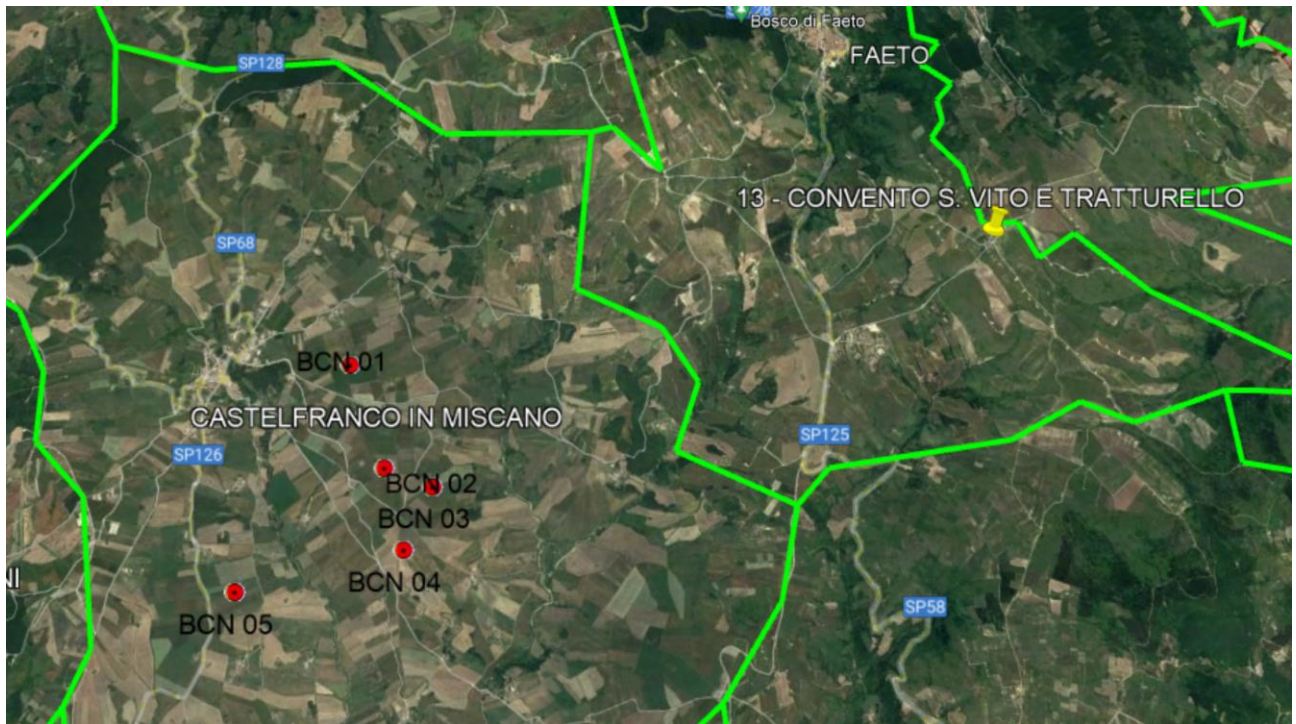 Bosco di Faeto
FAETO
SP128
13 - CONVENTO S. VITO E TRATTURELLO
SP68
BCN 01
CASTELFRANCO IN MISCANO
SP125
SP126
BCN 02
BCN 03
BCN 04
BCN 05
SP58